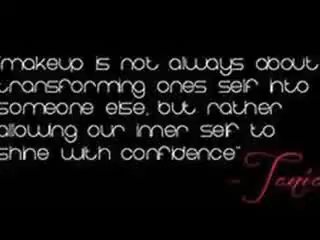 "makeup is not always about
transforming ones self into
someone else, but rather
allowing our inner self to
shine with confidence"